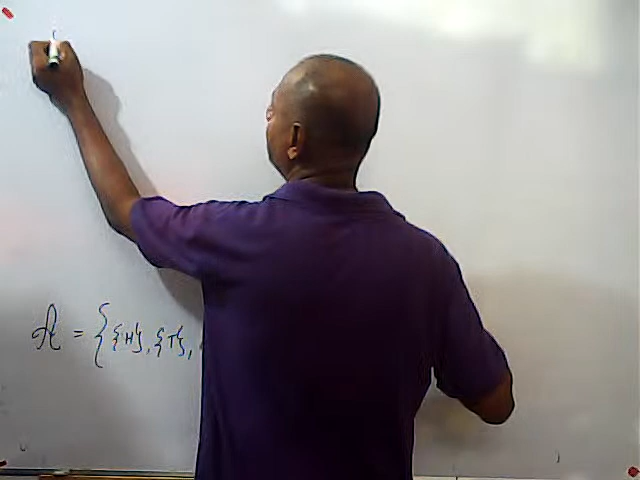 𝒜 = { {H}, {T},